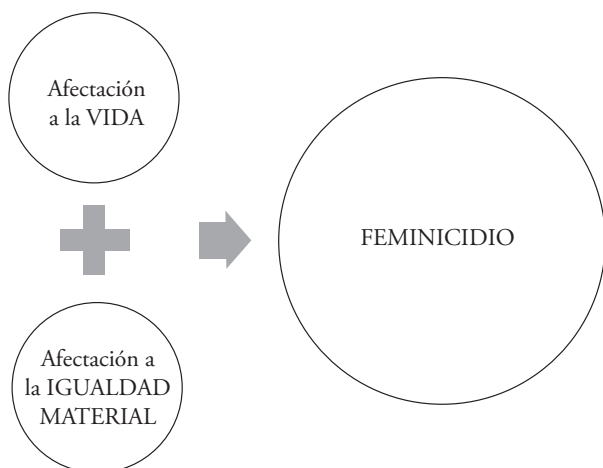 Afectación
a la VIDA
FEMINICIDIO
Afectación a
la IGUALDAD
MATERIAL